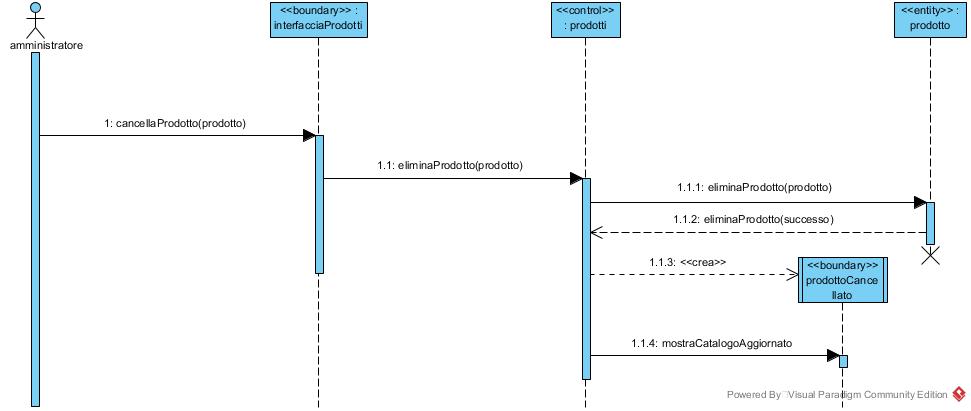 <<boundary>> :
interfacciaProdotti
<<control>>
: prodotti
<<entity>> :
prodotto
amministratore
1: cancellaProdotto(prodotto)
1.1: eliminaProdotto(prodotto)
1.1.1: eliminaProdotto(prodotto)
1.1.2: eliminaProdotto(successo)
1.1.3: <<crea>>
<<boundary>>
prodottoCance
llato
1.1.4: mostraCatalogoAggiornato
Powered By Visual Paradigm Community Edition